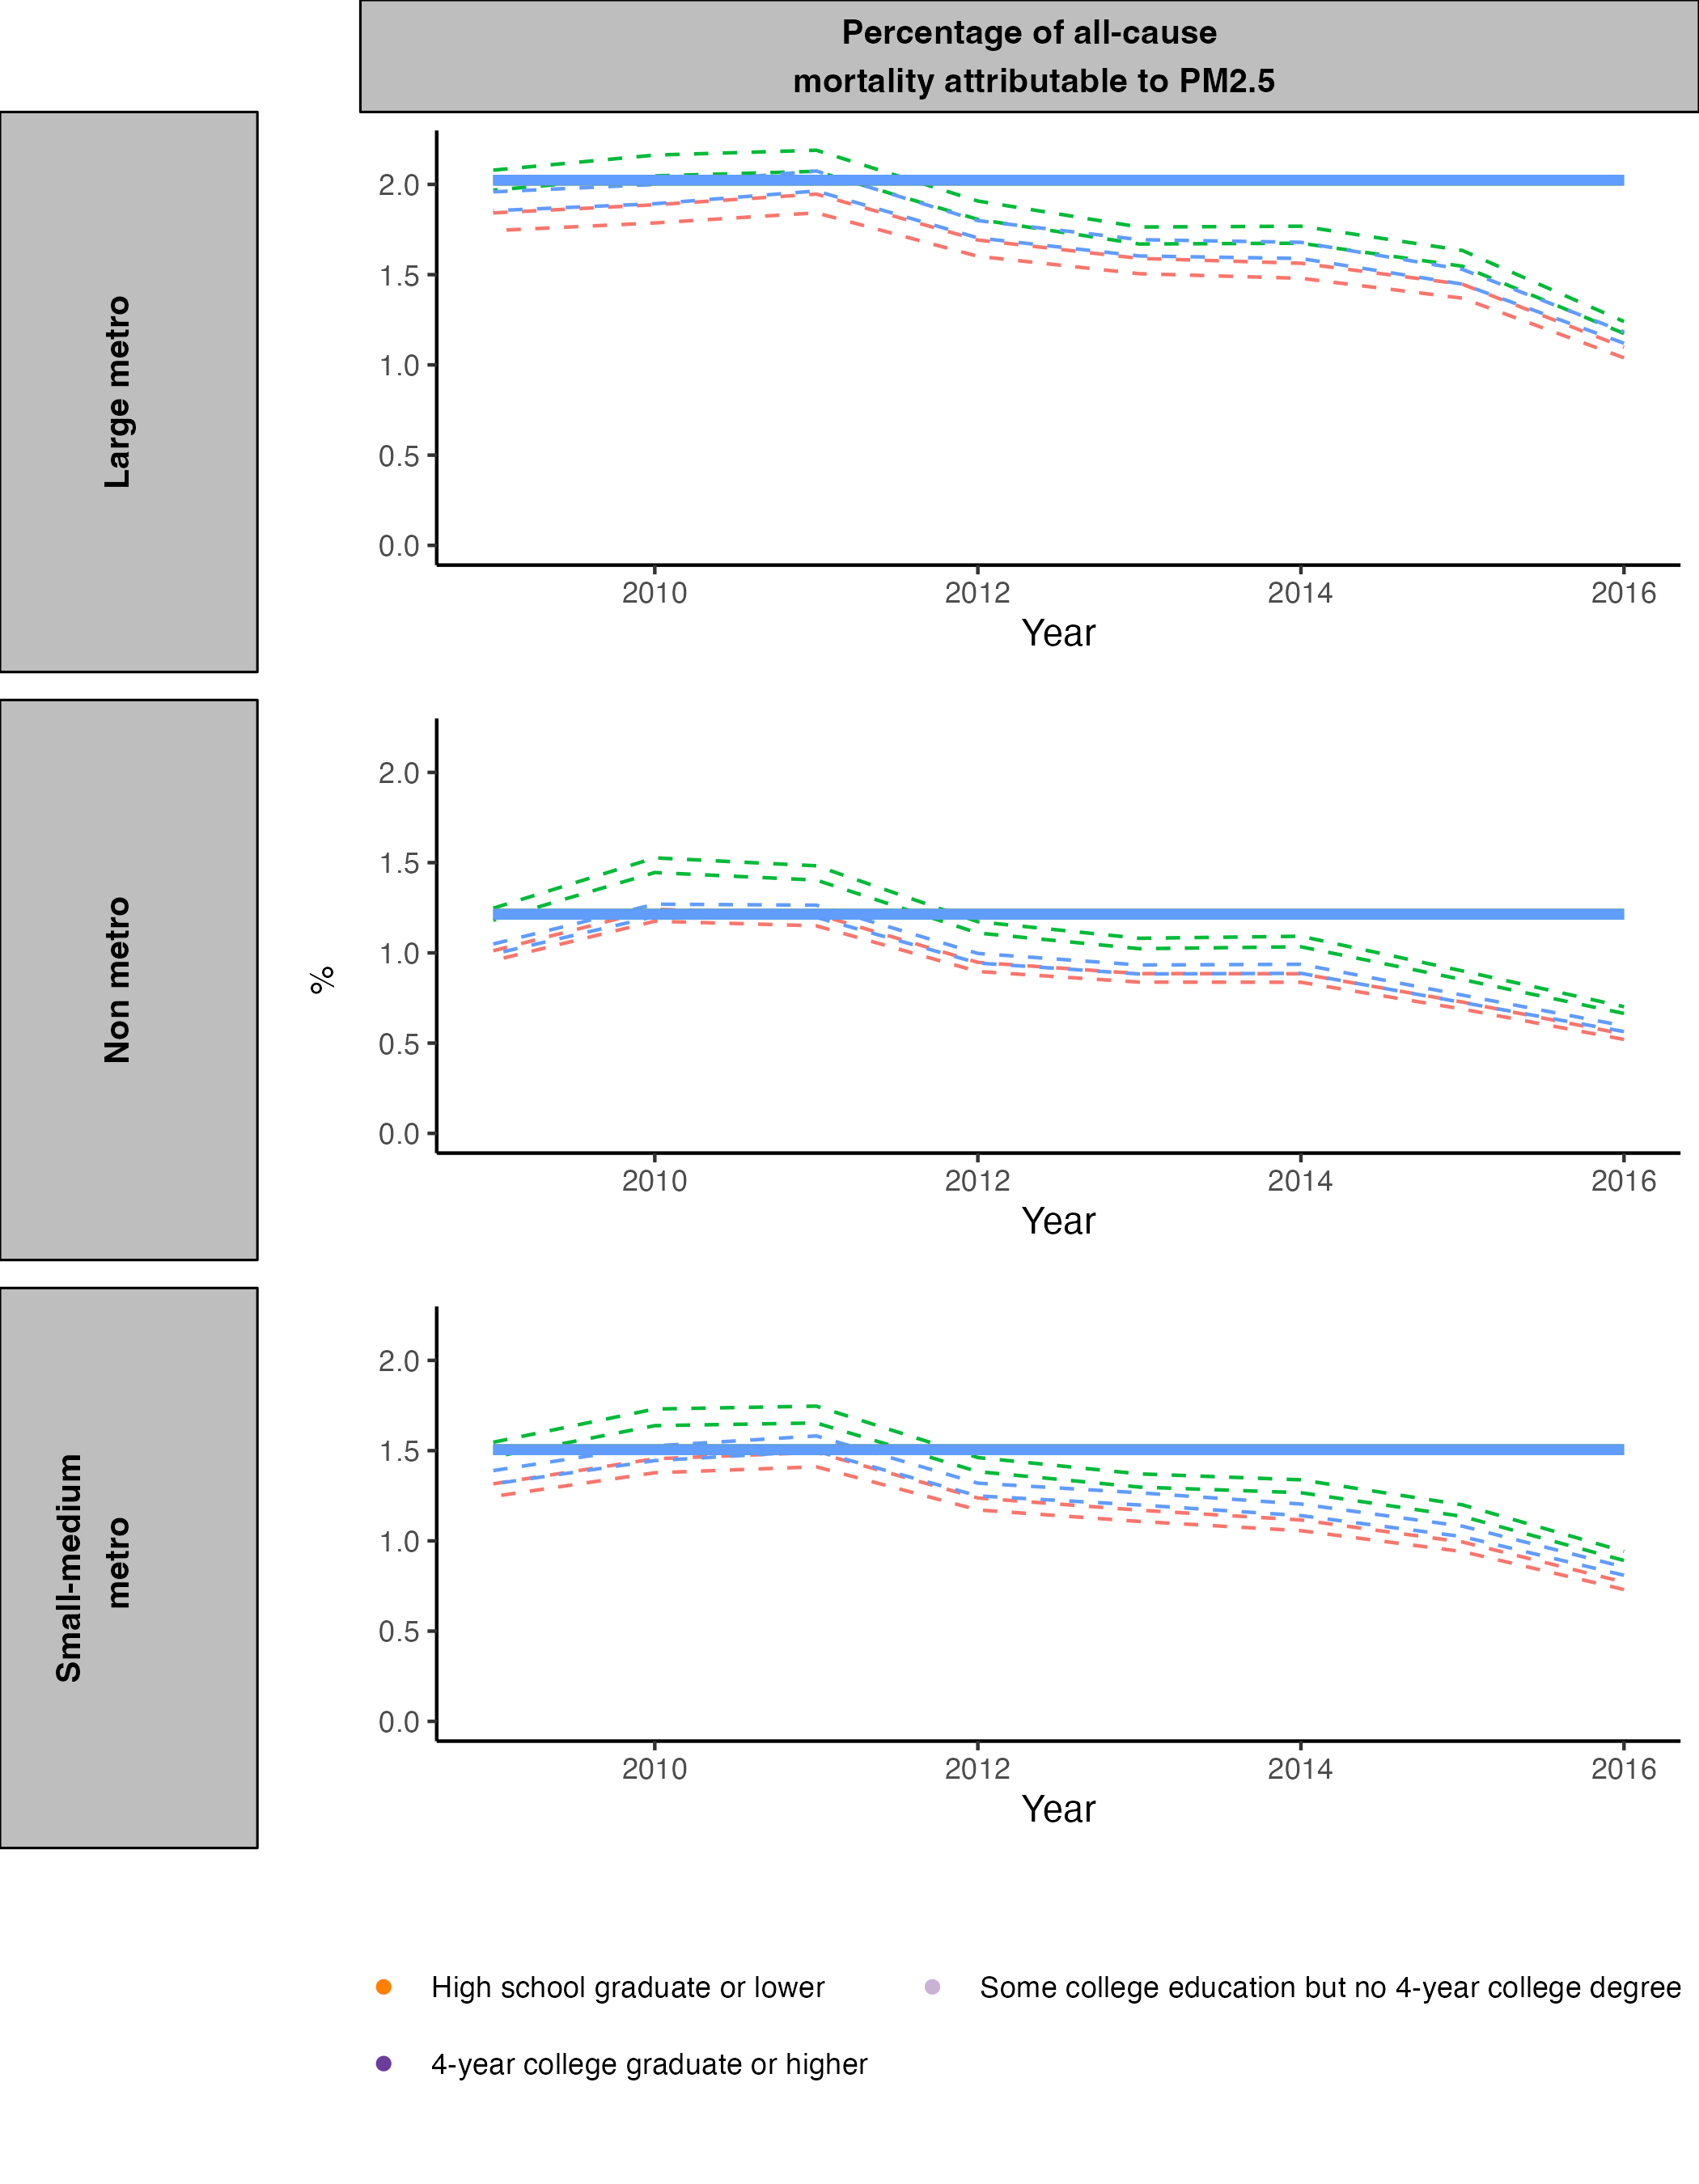 Percentage of all-cause
mortality attributable to PM2.5
Large metro
2.0
1.5
1.0
0.5
0.0
2010 2012 2014 2016
Year
Non metro
%
2.0
1.5
1.0
0.5
0.0
2010 2012 2014 2016
Year
Small-medium
metro
2.0
1.5
1.0
0.5
0.0
2010 2012 2014 2016
Year
High school graduate or lower
Some college education but no 4-year college degree
4-year college graduate or higher